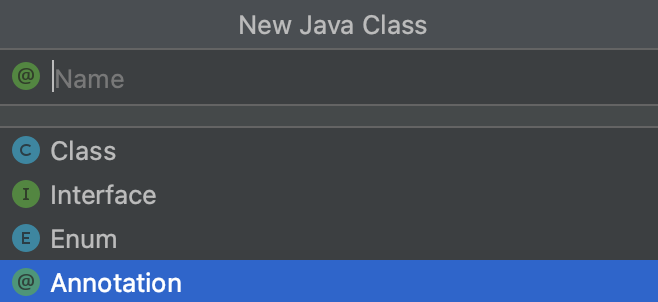 New Java Class
@ Name
C Class
I Interface
E Enum
@ Annotation